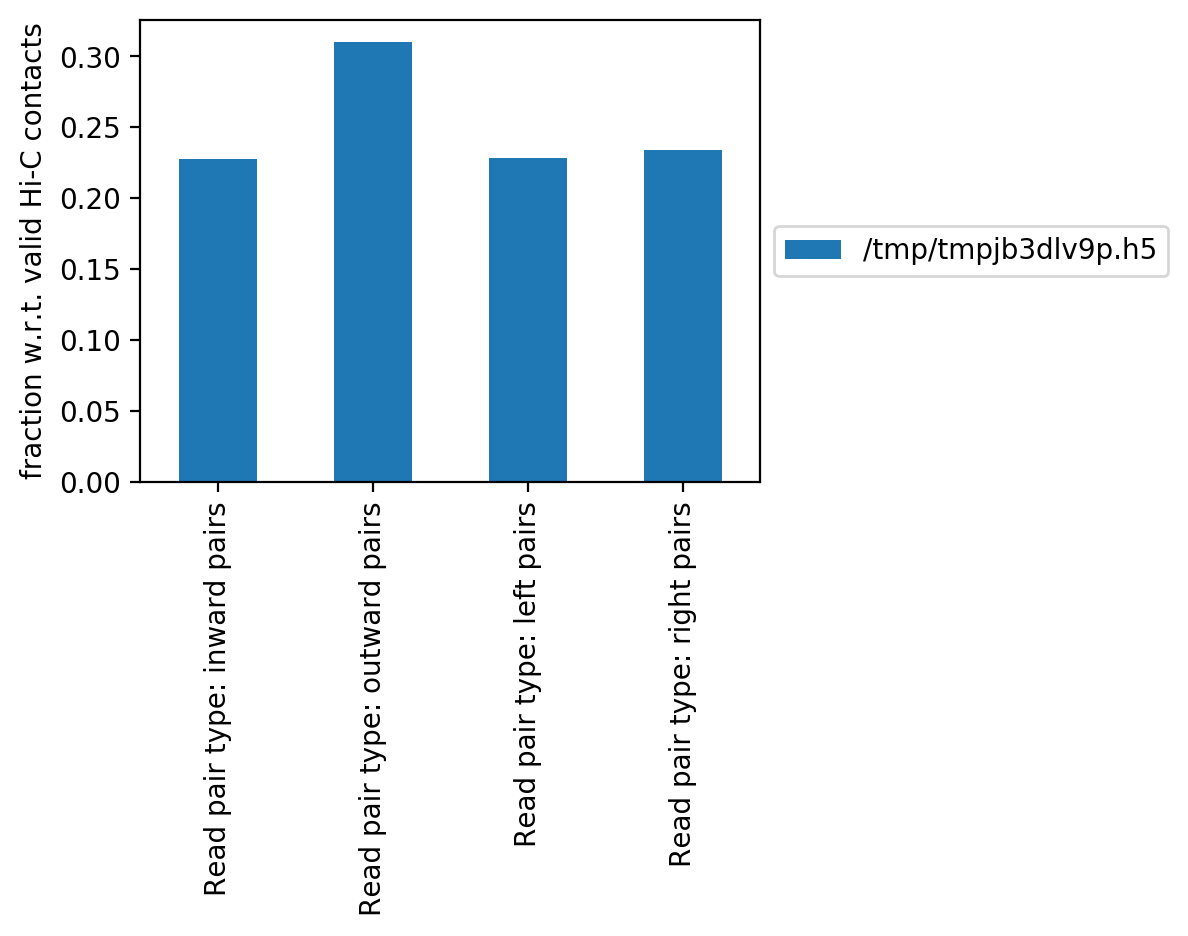 fraction w.r.t. valid Hi-C contacts
0.30
0.25
0.20
0.15
0.10
0.05
0.00
Read pair type: inward pairs
Read pair type: outward pairs
Read pair type: left pairs
Read pair type: right pairs
/tmp/tmpjb3dlv9p.h5